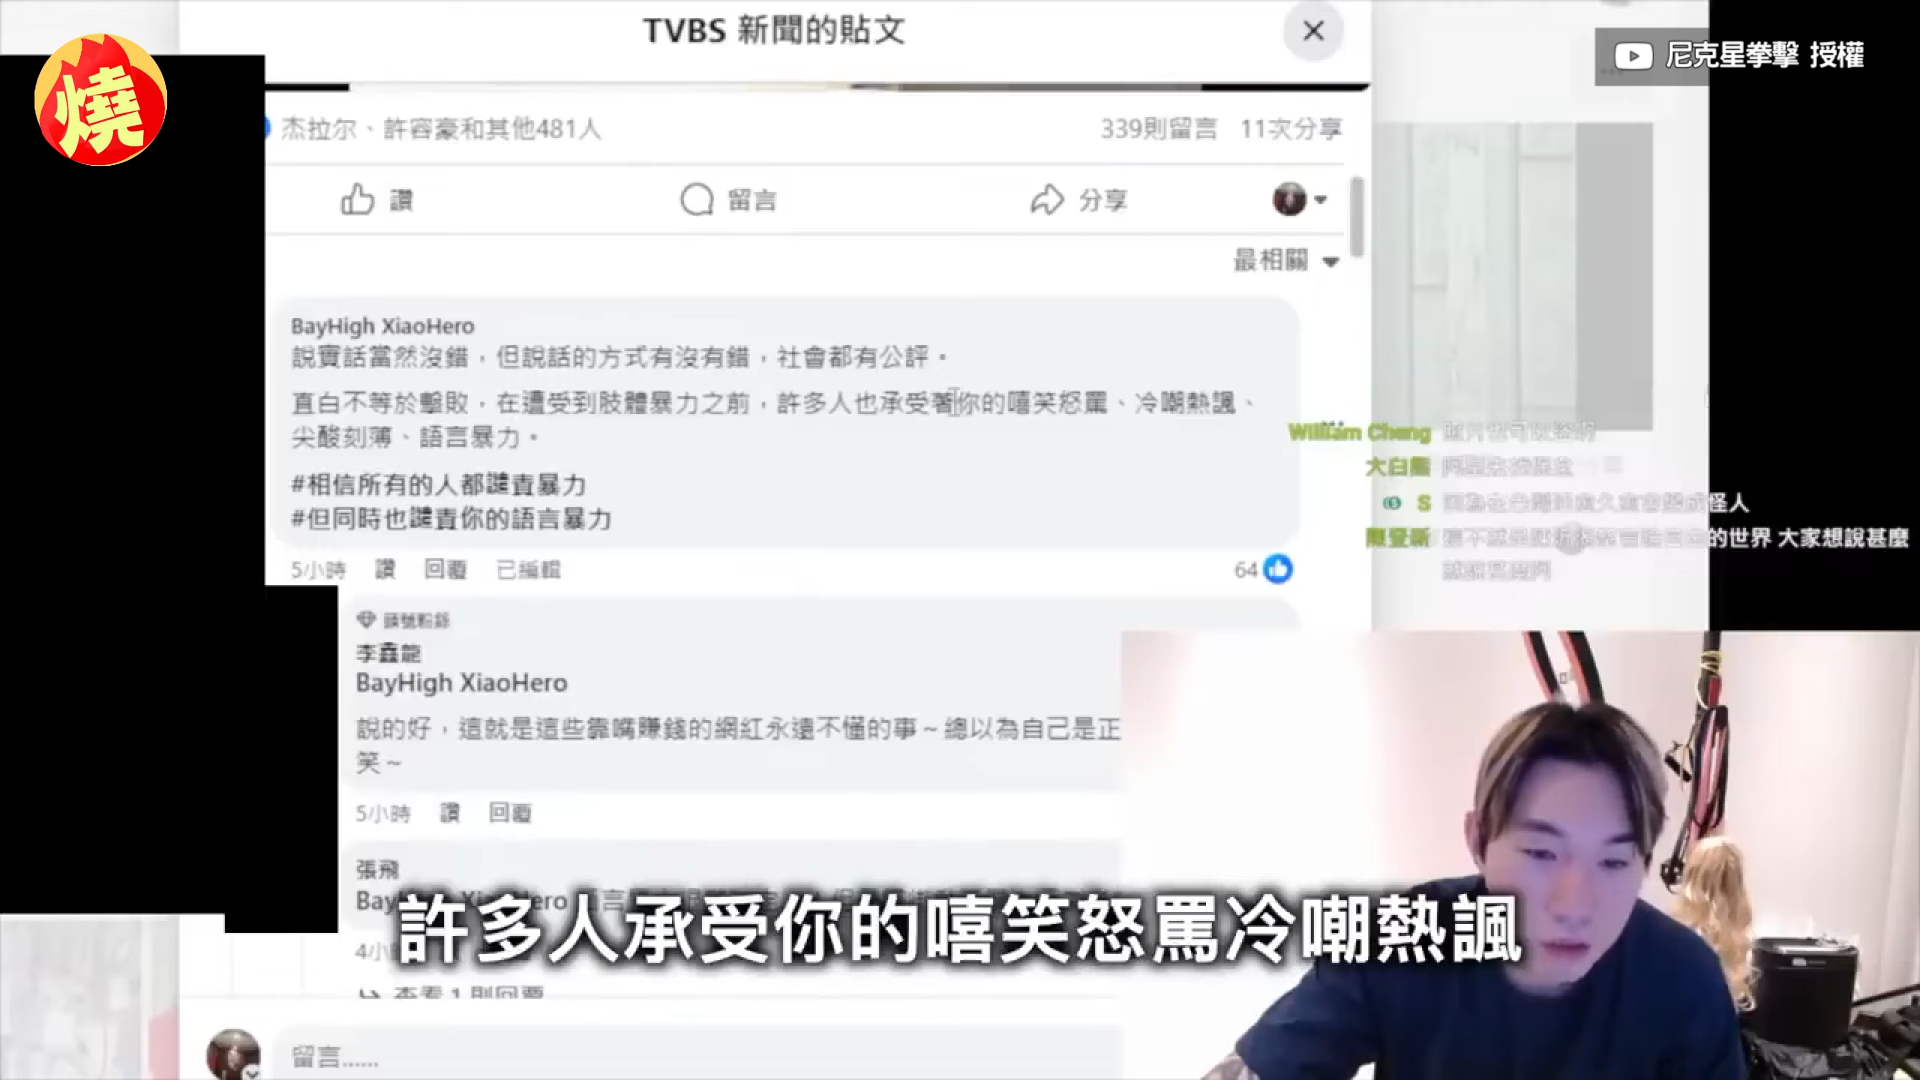 TVBS 新聞的貼文
燒
尼克星拳擊 授權
杰拉尔、許容豪和其他481人
339則留言 11次分享
讚 留言 分享
最相關
BayHigh XiaoHero
說實話當然沒錯，但說話的方式有沒有錯，社會都有公評。
直白不等於擊敗，在遭受到肢體暴力之前，許多人也承受著你的嘻笑怒罵、冷嘲熱諷、
尖酸刻薄、語言暴力。
#相信所有的人都譴責暴力
#但同時也譴責你的語言暴力
5小時 讚 回覆 已編輯
64
William Cheng
大白鯊
S 怪人
的世界 大家想說甚麼
頭號粉絲
李鑫龍
BayHigh XiaoHero
說的好，這就是這些靠嘴賺錢的網紅永遠不懂的事~總以為自己是正
笑~
5小時 讚 回覆
張飛
許多人承受你的嘻笑怒罵冷嘲熱諷
查看 1 則回覆
留言......